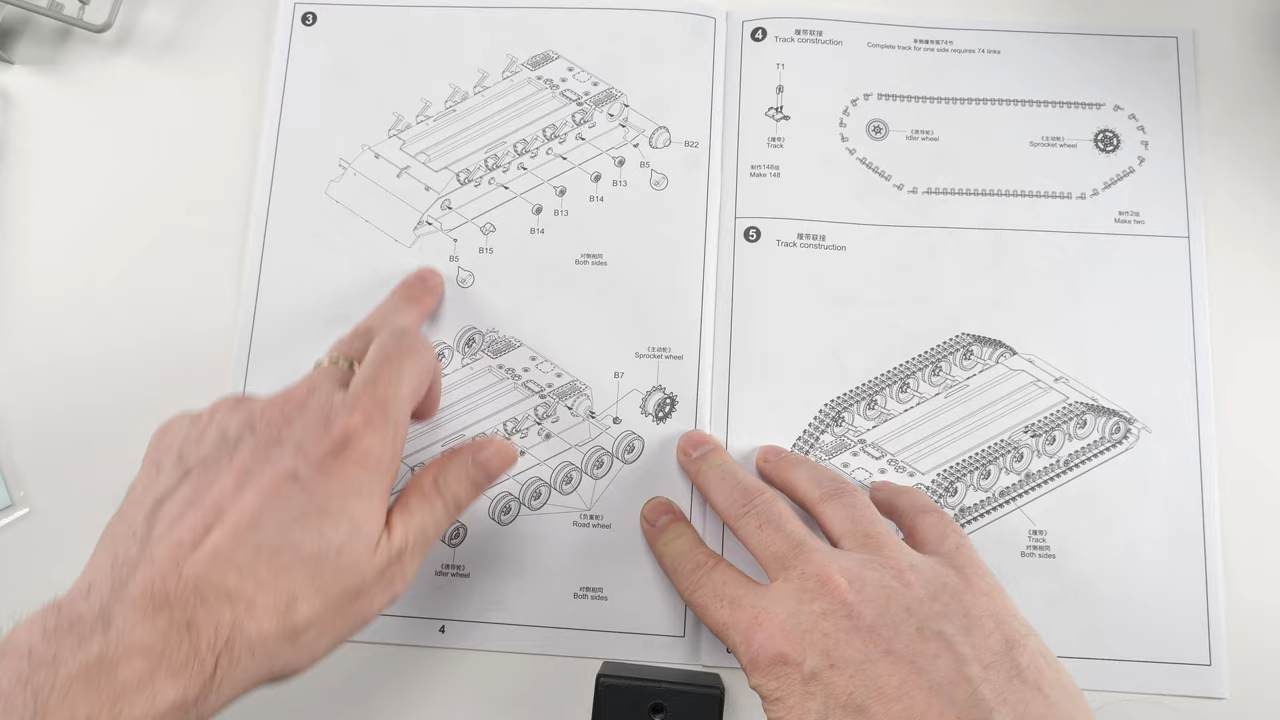 3
B22
B5
B13
B14
B13
B14
B15
B5
对侧相同
Both sides
《主动轮》
Sprocket wheel
B7
《负重轮》
Road wheel
《诱导轮》
Idler wheel
对侧相同
Both sides
4
4
履带联接
Track construction
单侧履带需74节
Complete track for one side requires 74 links
T1
《履带》
Track
制作148组
Make 148
《诱导轮》
Idler wheel
《主动轮》
Sprocket wheel
制作2组
Make two
5
履带联接
Track construction
《履带》
Track
对侧相同
Both sides